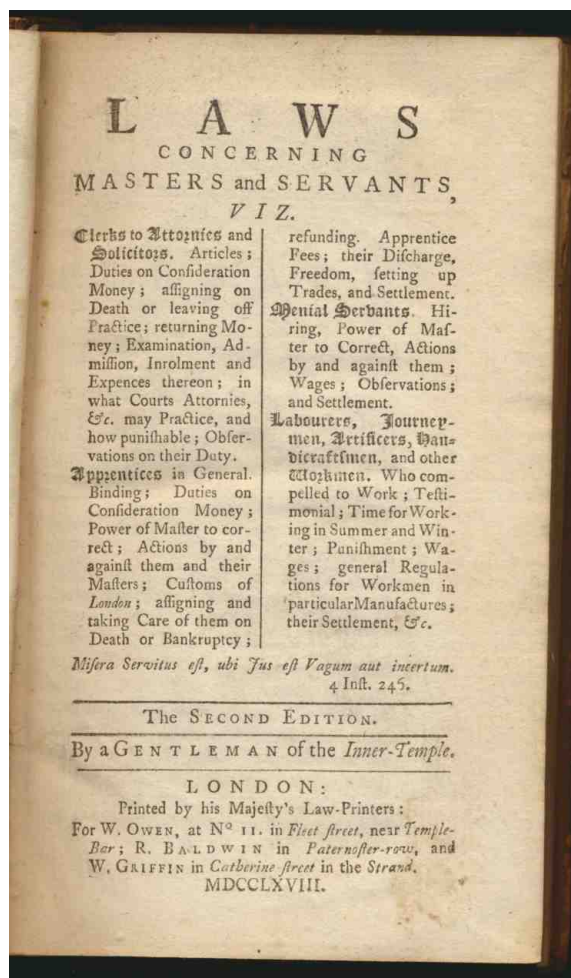 LAWS
CONCERNING
MASTERS and SERVANTS,
VIZ.
Clerks to Attornies and
Solicitors. Articles;
Duties on Consideration
Money; assigning on
Death or leaving off
Practice; returning Mo-
ney; Examination, Ad-
mission, Inrolment and
Expences thereon; in
what Courts Attornies,
&c. may Practice, and
how punishable; Obser-
vations on their Duty.
Apprentices in General.
Binding; Duties on
Consideration Money;
Power of Master to cor-
rect; Actions by and
against them and their
Masters; Customs of
London; assigning and
taking Care of them on
Death or Bankruptcy;
refunding. Apprentice
Fees; their Discharge,
Freedom, setting up
Trades, and Settlement.
Menial Servants. Hi-
ring, Power of Mas-
ter to Correct, Actions
by and against them;
Wages; Observations;
and Settlement.
Labourers, Journey-
men, Artificers, Han-
dicraftsmen, and other
Workmen. Who com-
pelled to Work; Testi-
monial; Time for Work-
ing in Summer and Win-
ter; Punishment; Wa-
ges; general Regula-
tions for Workmen in
particular Manufactures;
their Settlement, &c.
Misera Servitus est, ubi Jus est Vagum aut incertum.
4 Inst. 245.
The SECOND EDITION.
By a GENTLEMAN of the Inner-Temple.
LONDON:
Printed by his Majesty's Law-Printers:
For W. OWEN, at No 11. in Fleet street, near Temple-
Bar; R. BALDWIN in Paternoster-row, and
W. GRIFFIN in Catherine street in the Strand.
MDCCLXVIII.